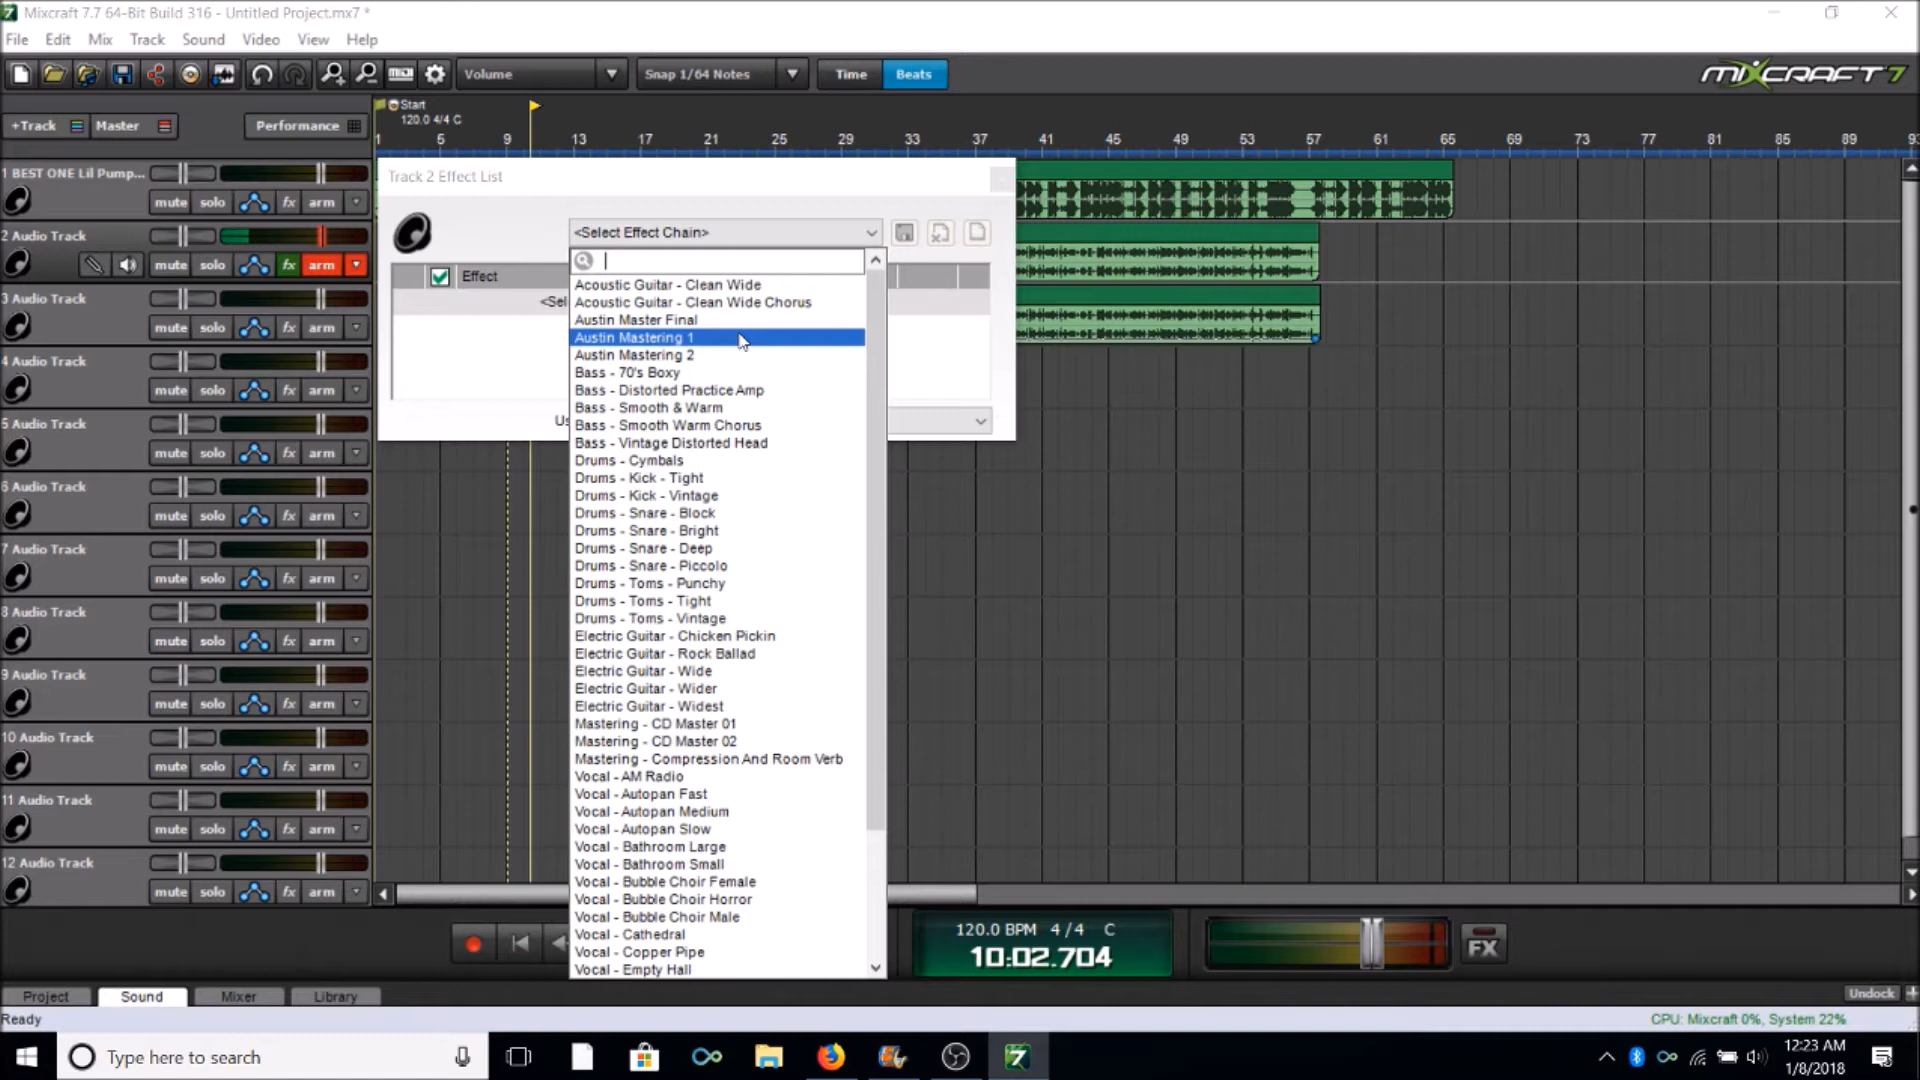 Mixcraft 7.7 64-Bit Build 316 - Untitled Project.mx7 *
File Edit Mix Track Sound Video View Help
Volume Snap 1/64 Notes Time Beats MIXCRAFT 7
Start
120.0 4/4 C
+Track Master Performance
1 5 9 13 17 21 25 29 33 37 41 45 49 53 57 61 65 69 73 77 81 85 89 93
1 BEST ONE Lil Pump...
mute solo fx arm
2 Audio Track
mute solo fx arm
3 Audio Track
mute solo fx arm
4 Audio Track
mute solo fx arm
5 Audio Track
mute solo fx arm
6 Audio Track
mute solo fx arm
7 Audio Track
mute solo fx arm
8 Audio Track
mute solo fx arm
9 Audio Track
mute solo fx arm
10 Audio Track
mute solo fx arm
11 Audio Track
mute solo fx arm
12 Audio Track
mute solo fx arm
Track 2 Effect List
<Select Effect Chain>
Effect
<Sel
Us
Acoustic Guitar - Clean Wide
Acoustic Guitar - Clean Wide Chorus
Austin Master Final
Austin Mastering 1
Austin Mastering 2
Bass - 70's Boxy
Bass - Distorted Practice Amp
Bass - Smooth & Warm
Bass - Smooth Warm Chorus
Bass - Vintage Distorted Head
Drums - Cymbals
Drums - Kick - Tight
Drums - Kick - Vintage
Drums - Snare - Block
Drums - Snare - Bright
Drums - Snare - Deep
Drums - Snare - Piccolo
Drums - Toms - Punchy
Drums - Toms - Tight
Drums - Toms - Vintage
Electric Guitar - Chicken Pickin
Electric Guitar - Rock Ballad
Electric Guitar - Wide
Electric Guitar - Wider
Electric Guitar - Widest
Mastering - CD Master 01
Mastering - CD Master 02
Mastering - Compression And Room Verb
Vocal - AM Radio
Vocal - Autopan Fast
Vocal - Autopan Medium
Vocal - Autopan Slow
Vocal - Bathroom Large
Vocal - Bathroom Small
Vocal - Bubble Choir Female
Vocal - Bubble Choir Horror
Vocal - Bubble Choir Male
Vocal - Cathedral
Vocal - Copper Pipe
Vocal - Empty Hall
120.0 BPM 4/4 C
10:02.704
FX
Project Sound Mixer Library Undock
Ready
CPU: Mixcraft 0%, System 22%
Type here to search
12:23 AM
1/8/2018